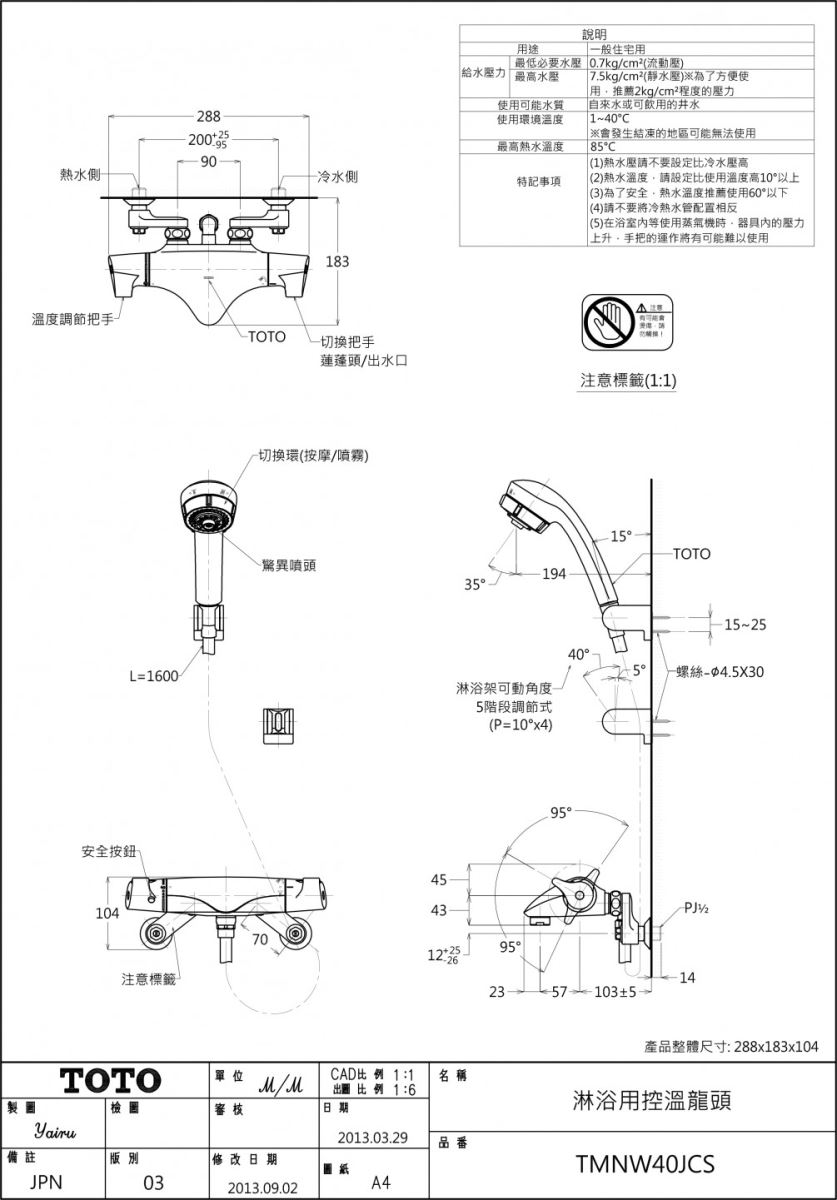 說明
用途 一般住宅用
給水壓力 最低必要水壓 0.7kg/cm²(流動壓)
最高水壓 7.5kg/cm²(靜水壓)※為了方便使
用，推薦2kg/cm²程度的壓力
使用可能水質 自來水或可飲用的井水
使用環境溫度 1~40°C
※會發生結凍的地區可能無法使用
最高熱水溫度 85°C
特記事項 (1)熱水壓請不要設定比冷水壓高
(2)熱水溫度，請設定比使用溫度高10°以上
(3)為了安全，熱水溫度推薦使用60°以下
(4)請不要將冷熱水管配置相反
(5)在浴室內等使用蒸氣機時，器具內的壓力
上升，手把的運作將有可能難以使用
288
200+25-95
90
熱水側
冷水側
183
溫度調節把手
TOTO
切換把手
蓮蓬頭/出水口
注意
有可能會
燙傷，請
勿觸摸！
注意標籤(1:1)
切換環(按摩/噴霧)
驚異噴頭
L=1600
15°
TOTO
194
35°
15~25
40°
5°
螺絲-Φ4.5X30
淋浴架可動角度
5階段調節式
(P=10°x4)
安全按鈕
104
70
注意標籤
95°
45
43
PJ½
12+25-26
95°
14
23
57
103±5
產品整體尺寸: 288x183x104
TOTO
單位 M/M
CAD比例 1:1
出圖比例 1:6
名稱
淋浴用控溫龍頭
製圖 Yairu
檢圖
審核
日期 2013.03.29
品番
TMNW40JCS
備註 JPN
版別 03
修改日期 2013.09.02
圖紙 A4